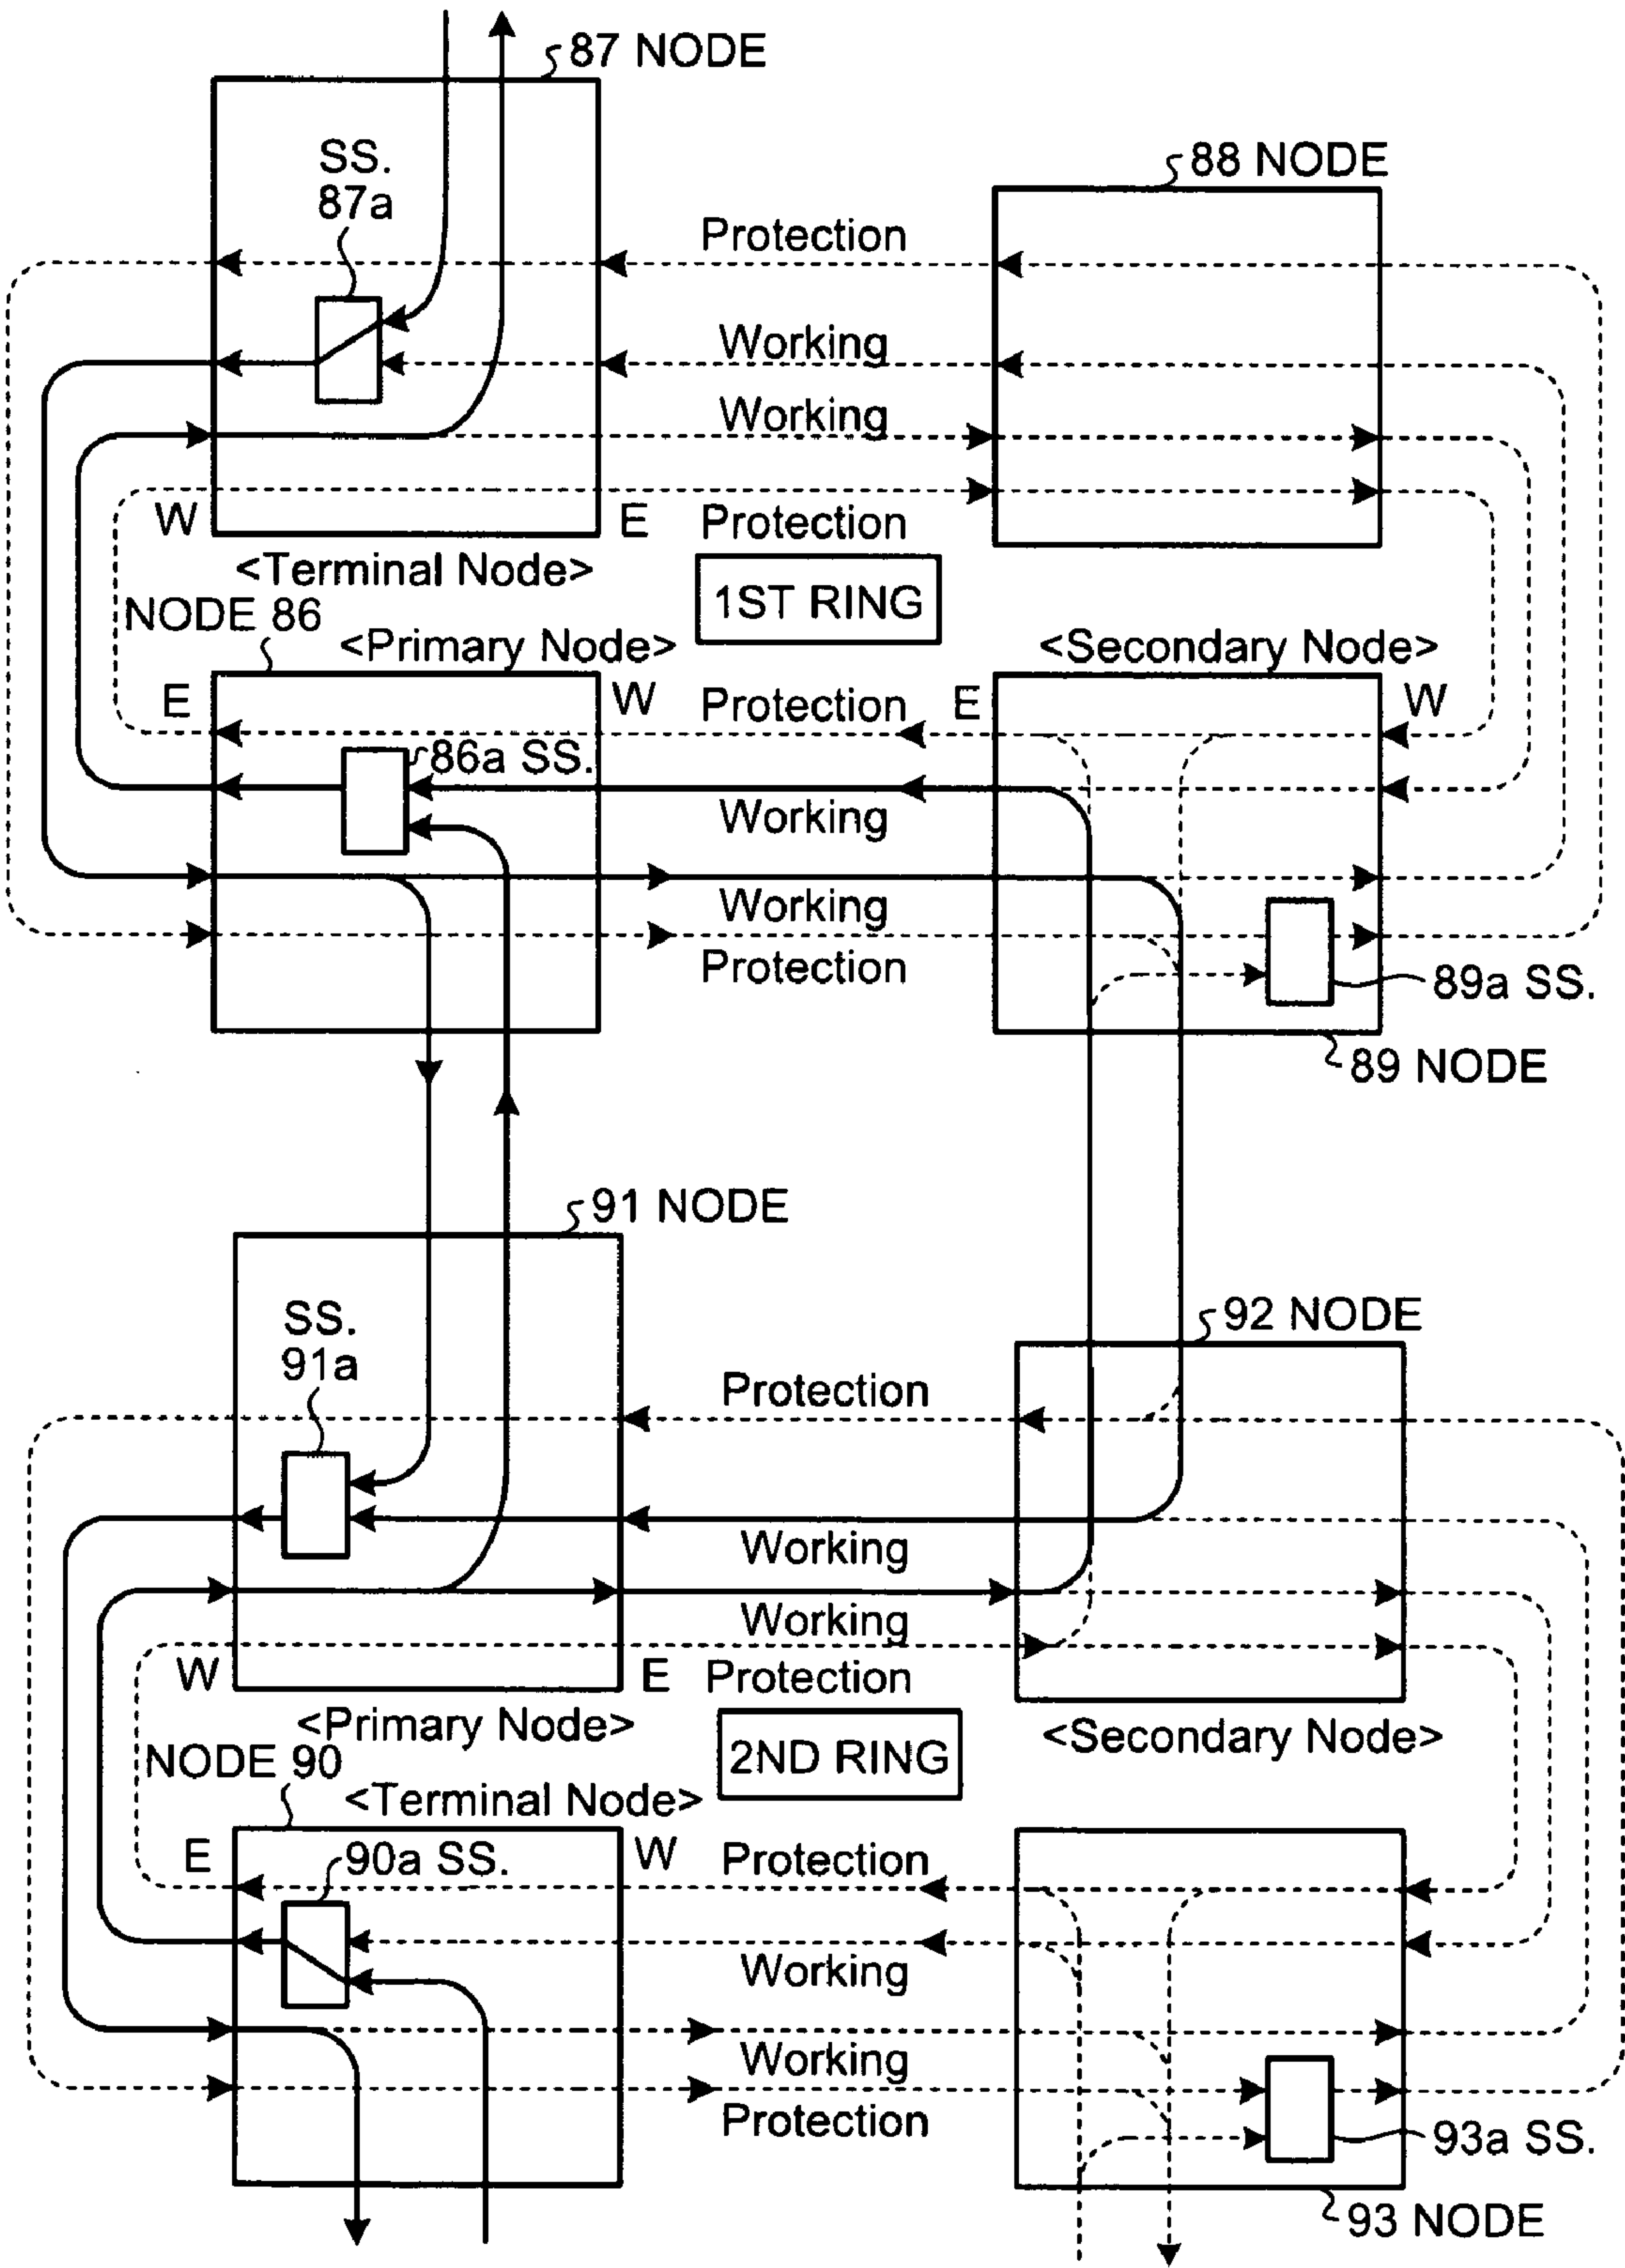 87 NODE
SS.
87a
88 NODE
Protection
Working
Working
W
E
Protection
<Terminal Node>
1ST RING
NODE 86
<Primary Node>
<Secondary Node>
E
W
Protection
E
W
86a SS.
Working
Working
Protection
89a SS.
89 NODE
91 NODE
SS.
91a
92 NODE
Protection
Working
Working
W
E
Protection
<Primary Node>
2ND RING
<Secondary Node>
NODE 90
<Terminal Node>
E
90a SS.
W
Protection
Working
Working
Protection
93a SS.
93 NODE